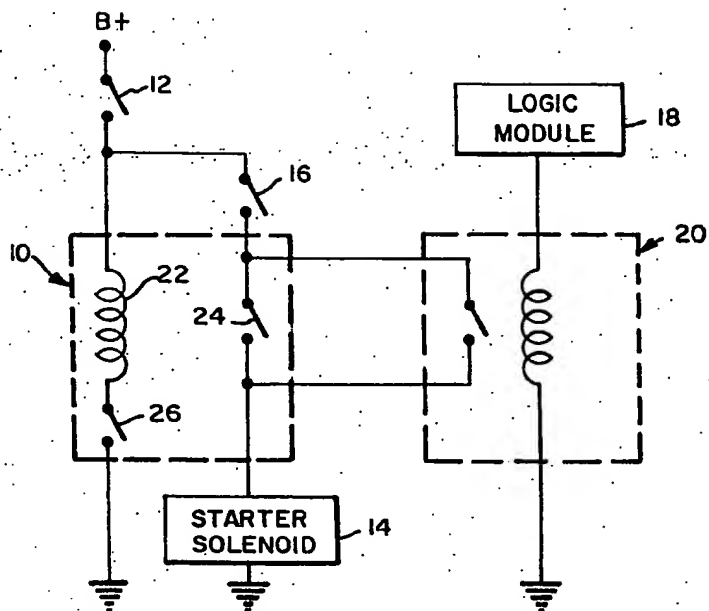 B+
12
LOGIC
MODULE
18
16
10
22
20
24
26
STARTER
SOLENOID
14